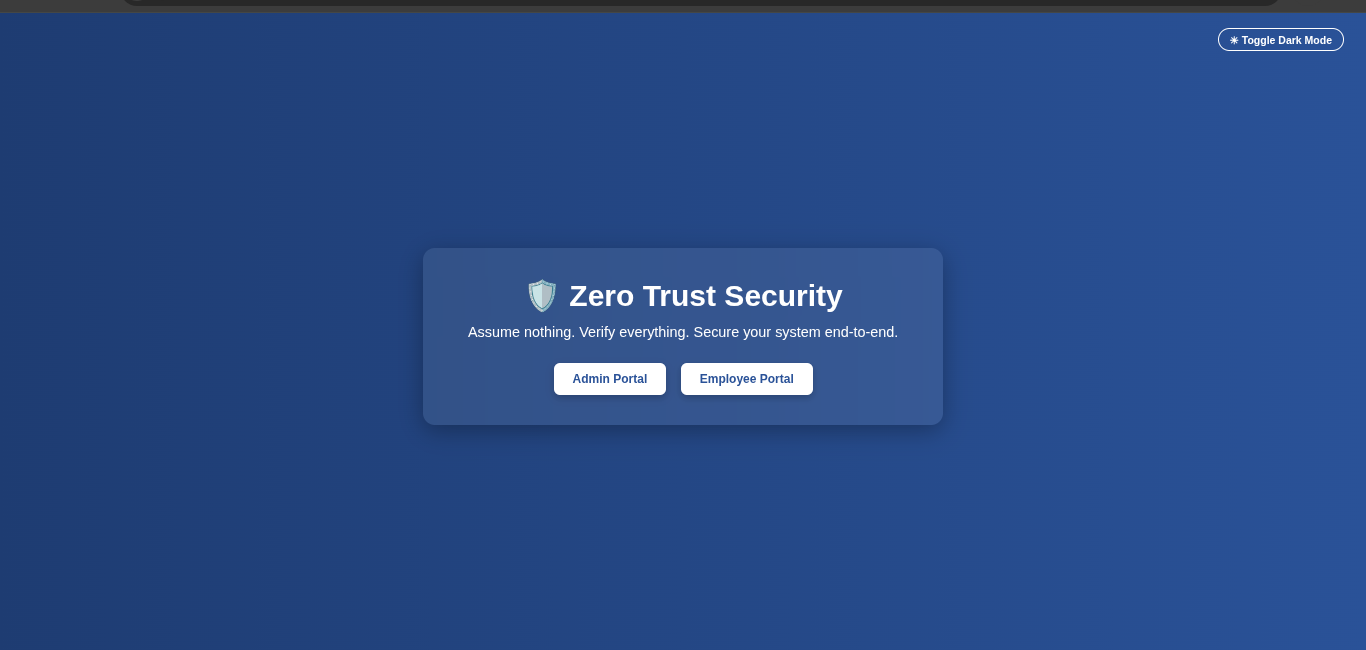 ☀ Toggle Dark Mode
🛡️ Zero Trust Security
Assume nothing. Verify everything. Secure your system end-to-end.
Admin Portal
Employee Portal